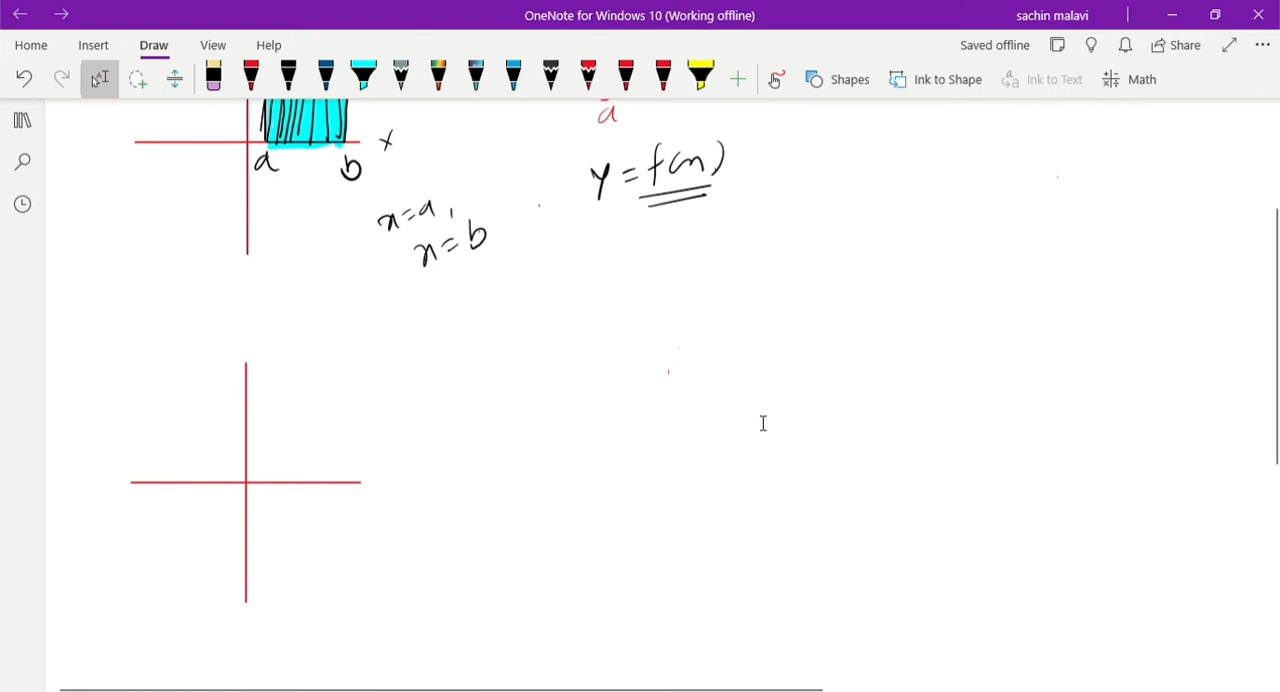 OneNote for Windows 10 (Working offline)
sachin malavi
Home
Insert
Draw
View
Help
Saved offline
Share
Shapes
Ink to Shape
Ink to Text
Math
a
b
x
a
y = f(x)
x = a,
x = b